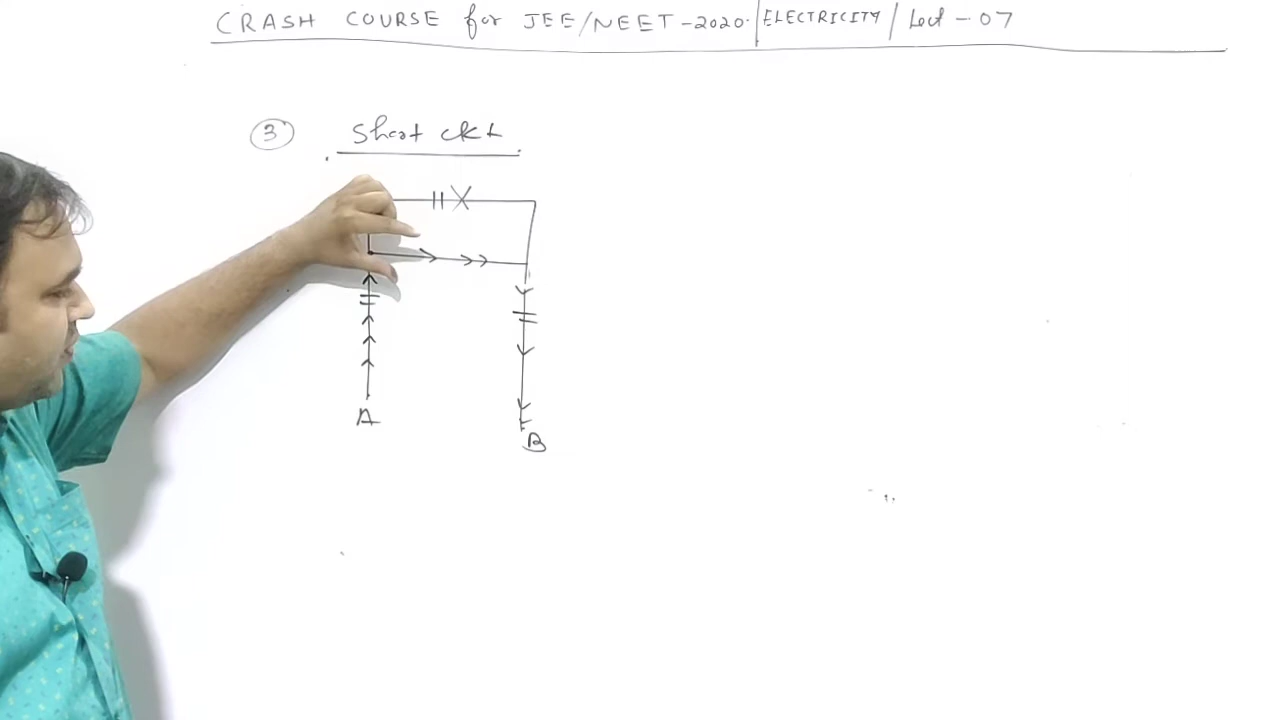 CRASH COURSE for JEE/NEET-2020. | ELECTRICITY / Lect - 07
3 Short ckt
A
B